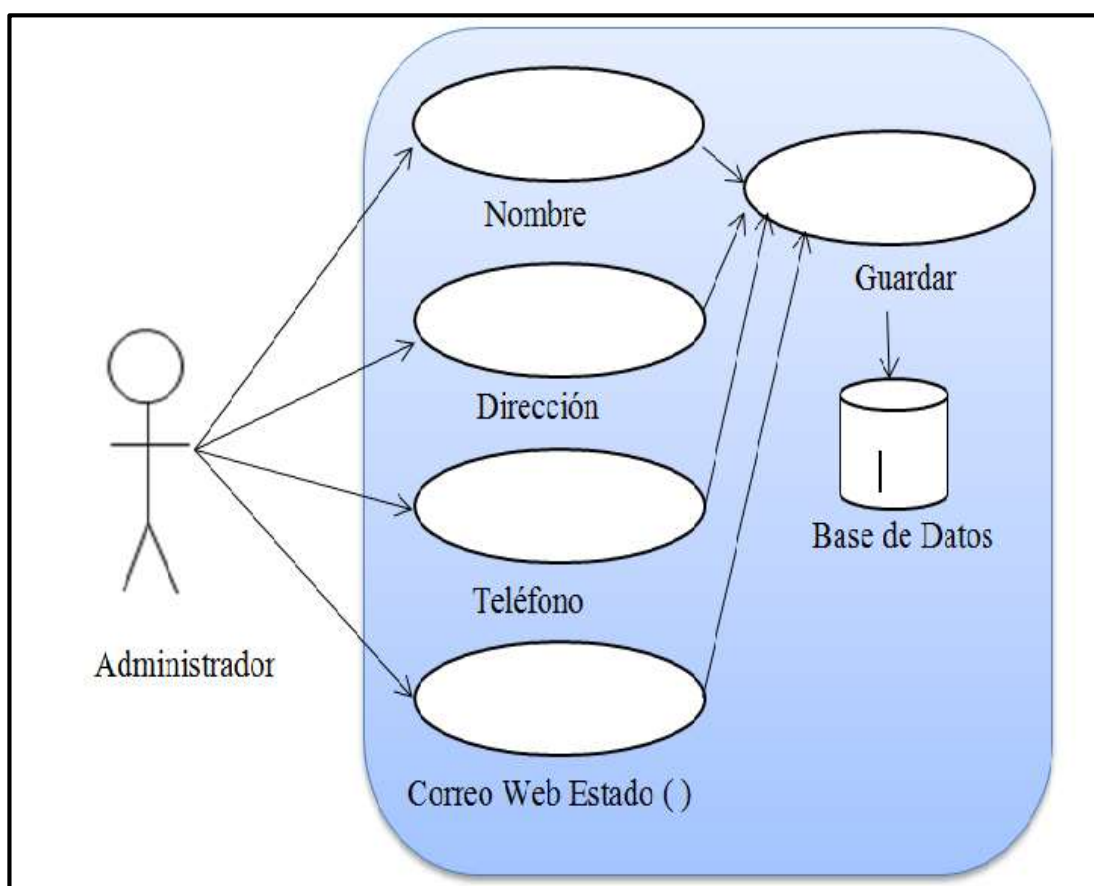 Nombre
Guardar
Dirección
Base de Datos
Teléfono
Administrador
Correo Web Estado ( )